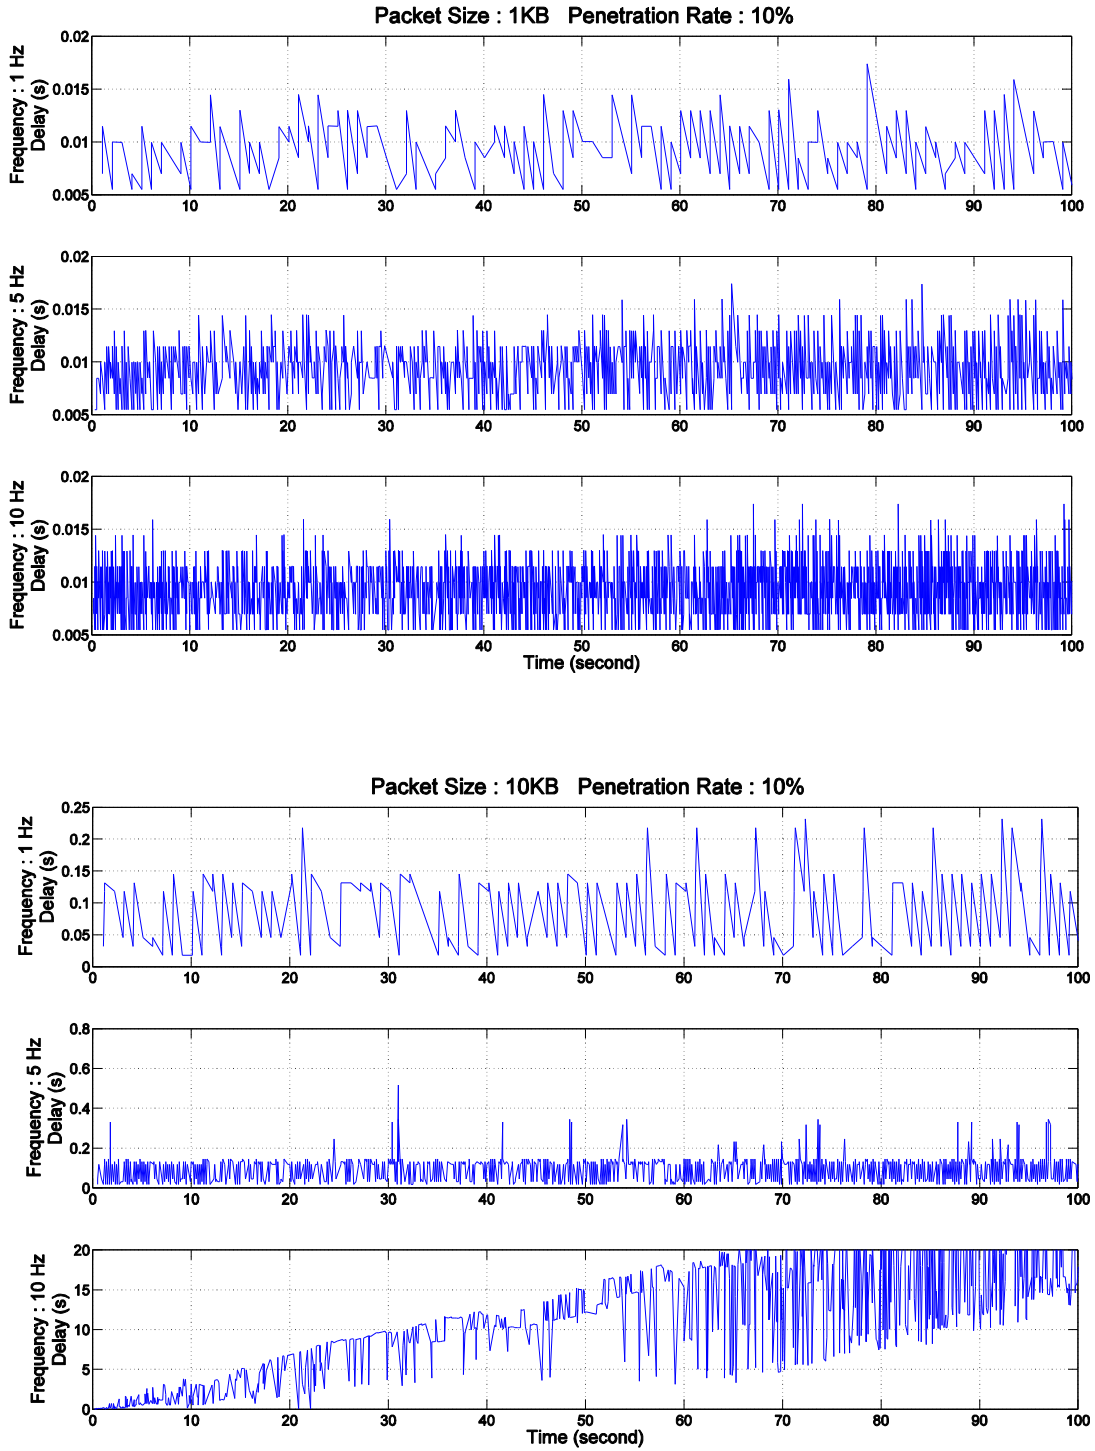 Packet Size : 1KB   Penetration Rate : 10%
Frequency : 1 Hz
Delay (s)
0.02
0.015
0.01
0.005
0 10 20 30 40 50 60 70 80 90 100
Frequency : 5 Hz
Delay (s)
0.02
0.015
0.01
0.005
0 10 20 30 40 50 60 70 80 90 100
Frequency : 10 Hz
Delay (s)
0.02
0.015
0.01
0.005
0 10 20 30 40 50 60 70 80 90 100
Time (second)
Packet Size : 10KB   Penetration Rate : 10%
Frequency : 1 Hz
Delay (s)
0.25
0.2
0.15
0.1
0.05
0
0 10 20 30 40 50 60 70 80 90 100
Frequency : 5 Hz
Delay (s)
0.8
0.6
0.4
0.2
0
0 10 20 30 40 50 60 70 80 90 100
Frequency : 10 Hz
Delay (s)
20
15
10
5
0
0 10 20 30 40 50 60 70 80 90 100
Time (second)